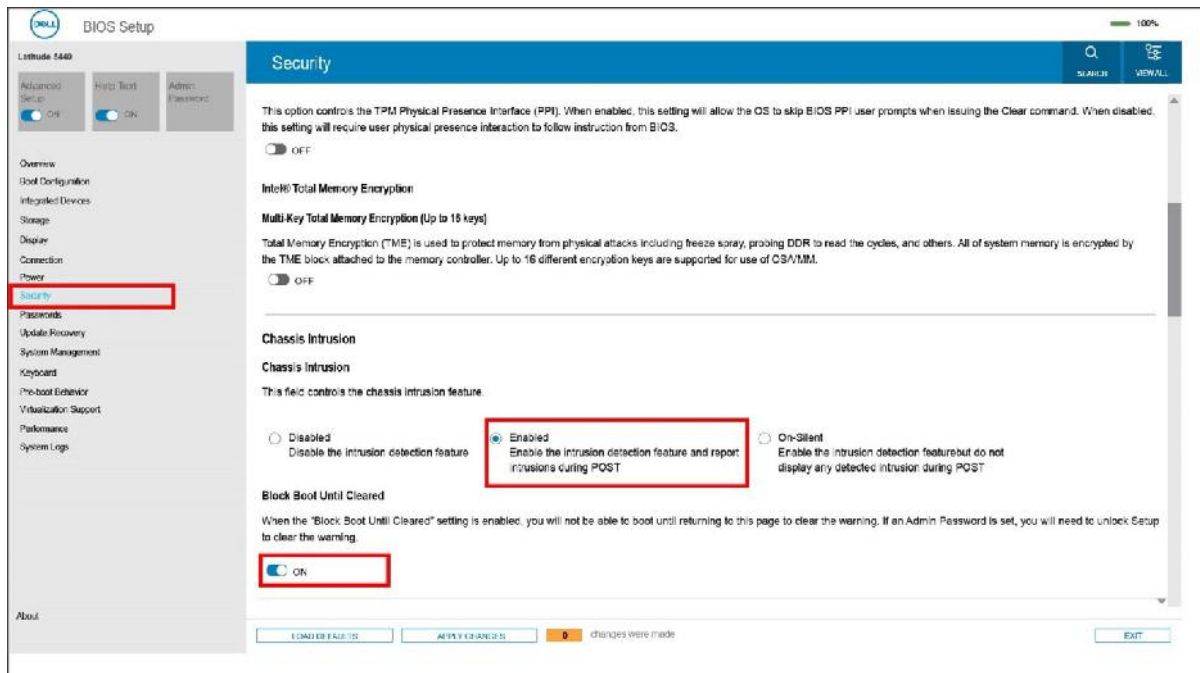 DELL
BIOS Setup
100%
Latitude 5440
Advanced Setup
ON
Help Text
ON
Admin Password
Overview
Boot Configuration
Integrated Devices
Storage
Display
Connection
Power
Security
Passwords
Update,Recovery
System Management
Keyboard
Pre-boot Behavior
Virtualization Support
Performance
System Logs
About
Security
SEARCH
VIEW ALL
This option controls the TPM Physical Presence Interface (PPI). When enabled, this setting will allow the OS to skip BIOS PPI user prompts when issuing the Clear command. When disabled,
this setting will require user physical presence interaction to follow instruction from BIOS.
OFF
Intel® Total Memory Encryption
Multi-Key Total Memory Encryption (Up to 16 keys)
Total Memory Encryption (TME) is used to protect memory from physical attacks including freeze spray, probing DDR to read the cycles, and others. All of system memory is encrypted by
the TME block attached to the memory controller. Up to 16 different encryption keys are supported for use of OS/VMM.
OFF
Chassis Intrusion
Chassis Intrusion
This field controls the chassis intrusion feature.
Disabled
Disable the intrusion detection feature
Enabled
Enable the intrusion detection feature and report
intrusions during POST
On-Silent
Enable the intrusion detection featurebut do not
display any detected intrusion during POST
Block Boot Until Cleared
When the "Block Boot Until Cleared" setting is enabled, you will not be able to boot until returning to this page to clear the warning. If an Admin Password is set, you will need to unlock Setup
to clear the warning.
ON
LOAD DEFAULTS
APPLY CHANGES
0 changes were made
EXIT